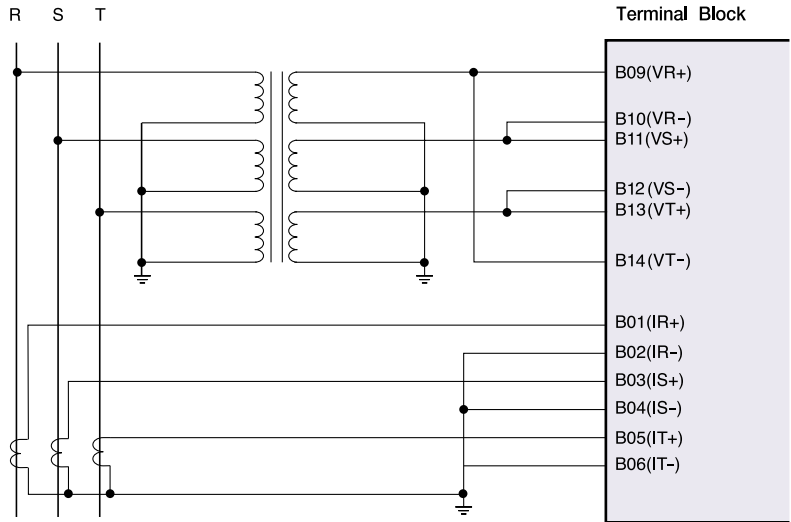 R S T Terminal Block
B09(VR+)
B10(VR-)
B11(VS+)
B12(VS-)
B13(VT+)
B14(VT-)
B01(IR+)
B02(IR-)
B03(IS+)
B04(IS-)
B05(IT+)
B06(IT-)